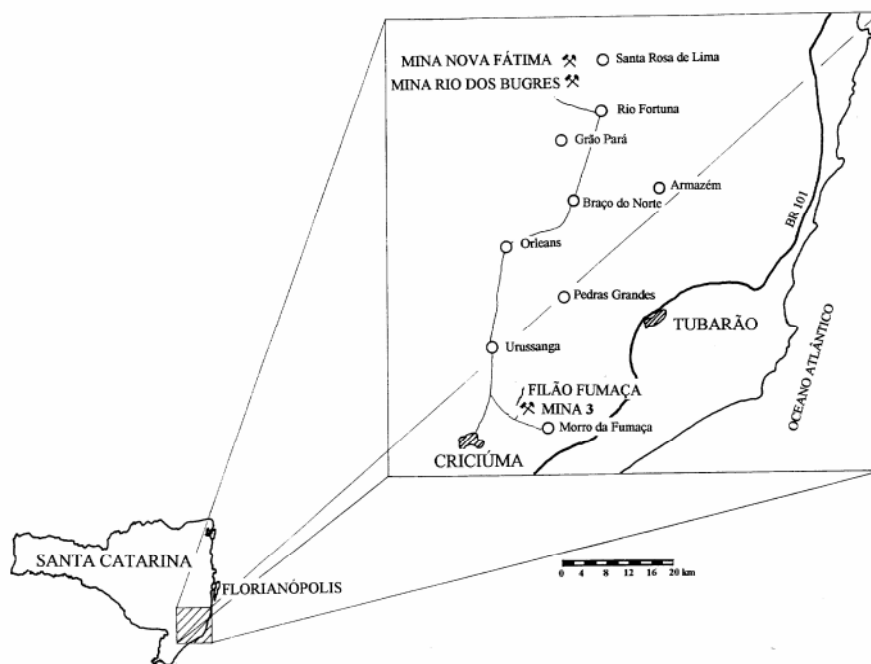 MINA NOVA FÁTIMA
Santa Rosa de Lima
MINA RIO DOS BUGRES
Rio Fortuna
Grão Pará
Armazém
Braço do Norte
BR 101
Orleans
Pedras Grandes
TUBARÃO
OCEANO ATLÂNTICO
Urussanga
FILÃO FUMAÇA
MINA 3
Morro da Fumaça
CRICIÚMA
SANTA CATARINA
FLORIANÓPOLIS
0 4 8 12 16 20 km